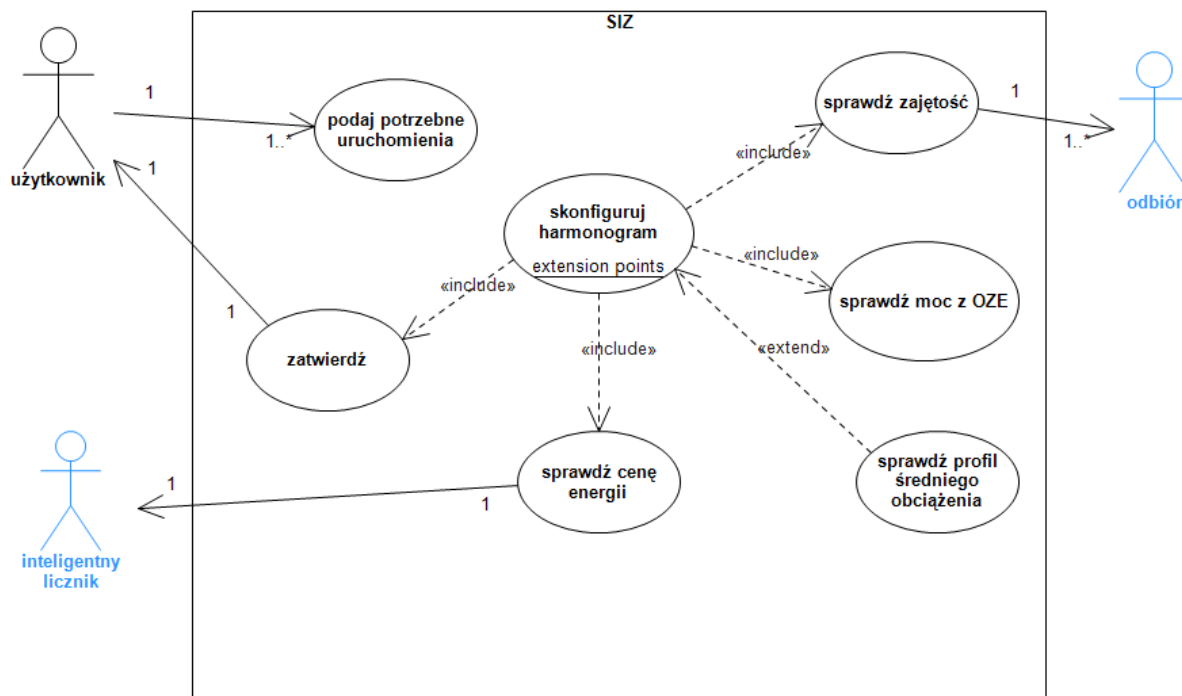 SIZ
użytkownik
1
1..*
podaj potrzebne
uruchomienia
sprawdź zajętość
1
1..*
odbiór
«include»
skonfiguruj
harmonogram
extension points
«include»
sprawdź moc z OZE
«include»
1
1
zatwierdź
«include»
«extend»
sprawdź cenę
energii
sprawdź profil
średniego
obciążenia
1
1
inteligentny
licznik